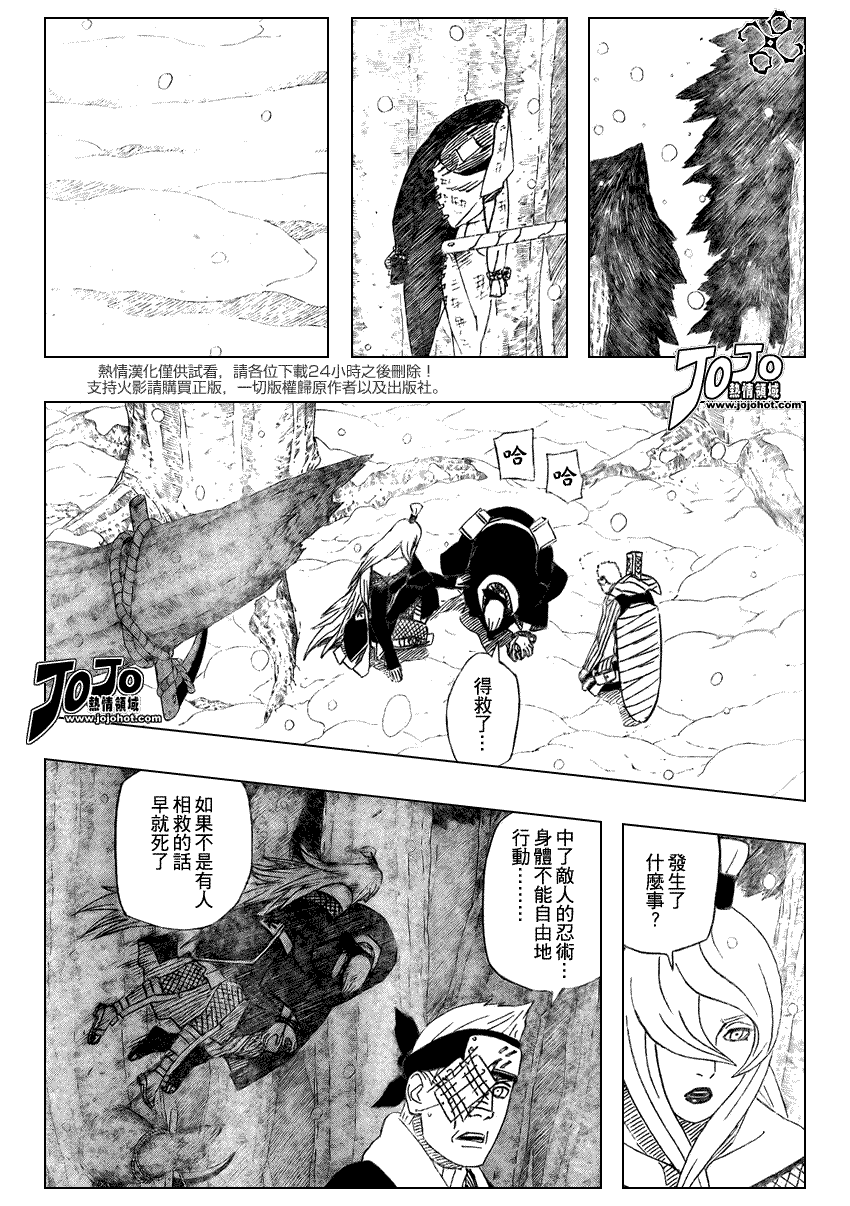 熱情漢化僅供試看，請各位下載24小時之後刪除！
支持火影請購買正版，一切版權歸原作者以及出版社。
JOJO
熱情領域
www.jojohot.com
哈
哈
得救了…
JOJO
熱情領域
www.jojohot.com
發生了
什麼事?
中了敵人的忍術…
身體不能自由地
行動………
如果不是有人
相救的話
早就死了